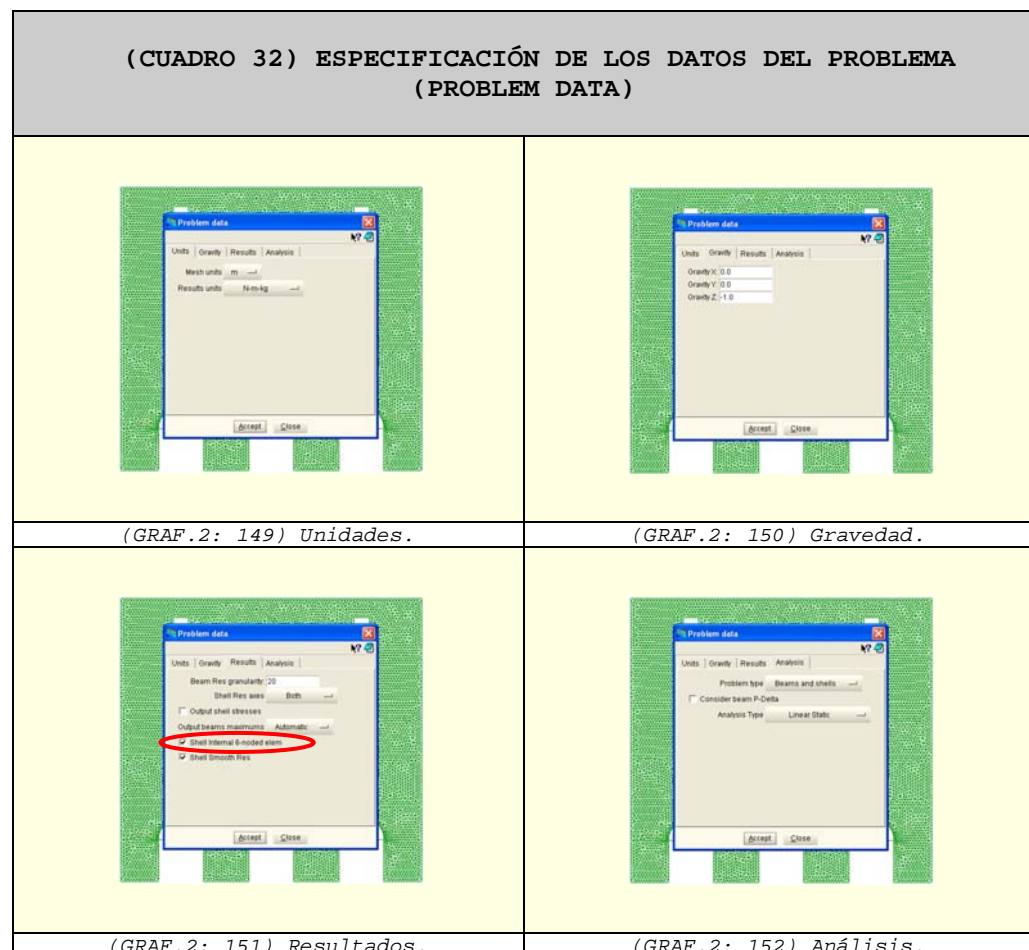 (CUADRO 32) ESPECIFICACIÓN DE LOS DATOS DEL PROBLEMA
(PROBLEM DATA)
Problem data
Units Gravity Results Analysis
Mesh units m
Results units N-m-kg
Accept Close
(GRAF.2: 149) Unidades.
Problem data
Units Gravity Results Analysis
Gravity X: 0.0
Gravity Y: 0.0
Gravity Z: -1.0
Accept Close
(GRAF.2: 150) Gravedad.
Problem data
Units Gravity Results Analysis
Beam Res granularity: 20
Shell Res axes Both
Output shell stresses
Output beams maximums Automatic
Shell Internal 6-noded elem
Shell Smooth Res
Accept Close
(GRAF.2: 151) Resultados.
Problem data
Units Gravity Results Analysis
Problem type Beams and shells
Consider beam P-Delta
Analysis Type Linear Static
Accept Close
(GRAF.2: 152) Análisis.